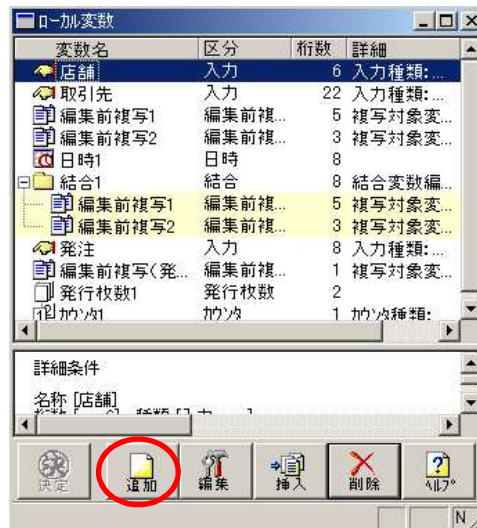 ローカル変数
変数名 区分 桁数 詳細
店舗 入力 6 入力種類:...
取引先 入力 22 入力種類:...
編集前複写1 編集前複... 5 複写対象変...
編集前複写2 編集前複... 3 複写対象変...
日時1 日時 8
結合1 結合 8 結合変数編...
編集前複写1 編集前複... 5 複写対象変...
編集前複写2 編集前複... 3 複写対象変...
発注 入力 8 入力種類:...
編集前複写(発... 編集前複... 1 複写対象変...
発行枚数1 発行枚数 2
カウンタ1 カウンタ 1 カウンタ種類:
詳細条件
名称 [店舗]
決定 追加 編集 挿入 削除 ヘルプ
N